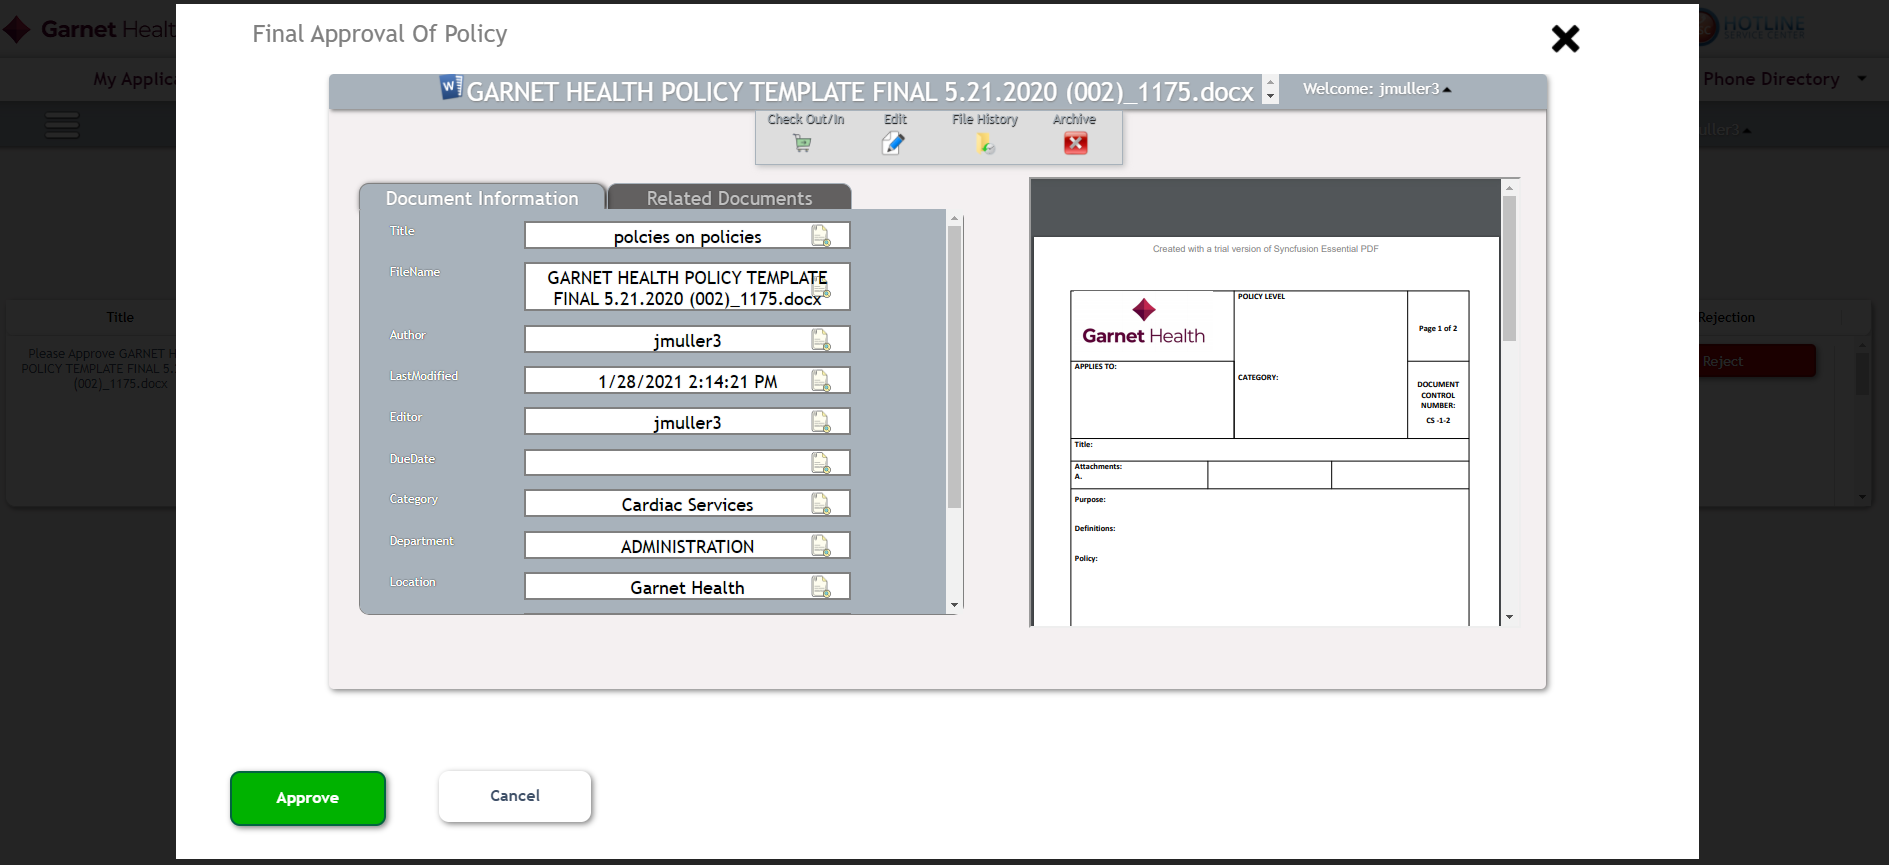 Garnet Healt
HOTLINE
SERVICE CENTER
My Applica
Phone Directory
uller3
Title
Please Approve GARNET H
POLICY TEMPLATE FINAL 5.
(002)_1175.docx
Rejection
Reject
Final Approval Of Policy
GARNET HEALTH POLICY TEMPLATE FINAL 5.21.2020 (002)_1175.docx
Welcome: jmuller3
Check Out/In
Edit
File History
Archive
Document Information
Related Documents
Title
polcies on policies
FileName
GARNET HEALTH POLICY TEMPLATE
FINAL 5.21.2020 (002)_1175.docx
Author
jmuller3
LastModified
1/28/2021 2:14:21 PM
Editor
jmuller3
DueDate
Category
Cardiac Services
Department
ADMINISTRATION
Location
Garnet Health
Created with a trial version of Syncfusion Essential PDF
Garnet Health
POLICY LEVEL
Page 1 of 2
APPLIES TO:
CATEGORY:
DOCUMENT
CONTROL
NUMBER:
CS -1-2
Title:
Attachments:
A.
Purpose:
Definitions:
Policy:
Approve
Cancel